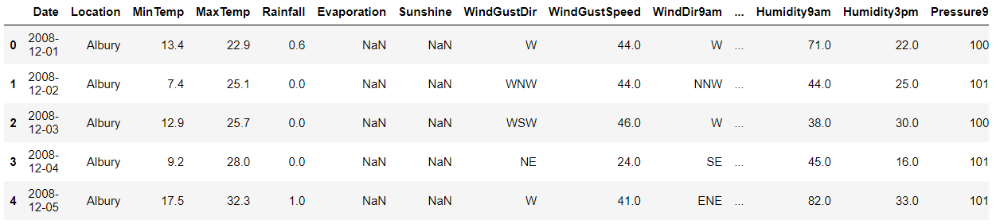 Date Location MinTemp MaxTemp Rainfall Evaporation Sunshine WindGustDir WindGustSpeed WindDir9am ... Humidity9am Humidity3pm Pressure9
0 2008-12-01 Albury 13.4 22.9 0.6 NaN NaN W 44.0 W ... 71.0 22.0 100
1 2008-12-02 Albury 7.4 25.1 0.0 NaN NaN WNW 44.0 NNW ... 44.0 25.0 101
2 2008-12-03 Albury 12.9 25.7 0.0 NaN NaN WSW 46.0 W ... 38.0 30.0 100
3 2008-12-04 Albury 9.2 28.0 0.0 NaN NaN NE 24.0 SE ... 45.0 16.0 101
4 2008-12-05 Albury 17.5 32.3 1.0 NaN NaN W 41.0 ENE ... 82.0 33.0 101